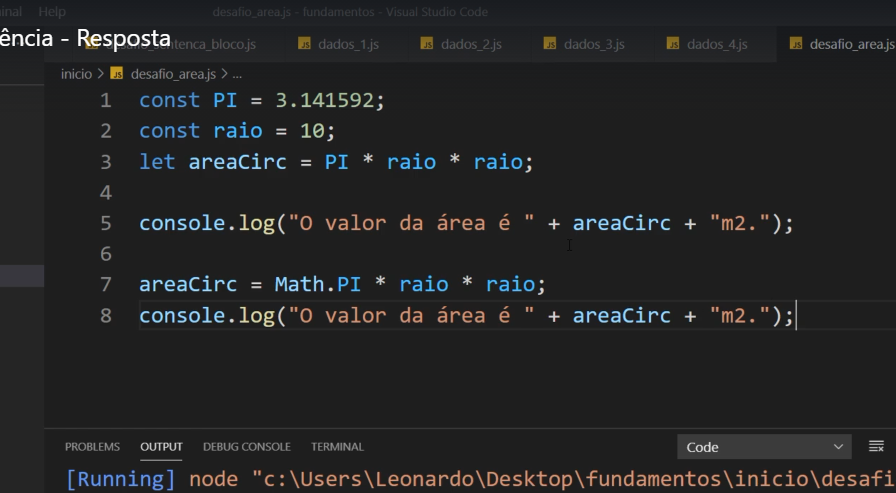 Help
desafio_area.js - fundamentos - Visual Studio Code
ência - Resposta
dados_1.js
dados_2.js
dados_3.js
dados_4.js
desafio_area.js
inicio > JS desafio_area.js > ...
1 const PI = 3.141592;
2 const raio = 10;
3 let areaCirc = PI * raio * raio;
4
5 console.log("O valor da área é " + areaCirc + "m2.");
6
7 areaCirc = Math.PI * raio * raio;
8 console.log("O valor da área é " + areaCirc + "m2.");
PROBLEMS OUTPUT DEBUG CONSOLE TERMINAL
Code
[Running] node "c:\Users\Leonardo\Desktop\fundamentos\inicio\desafi